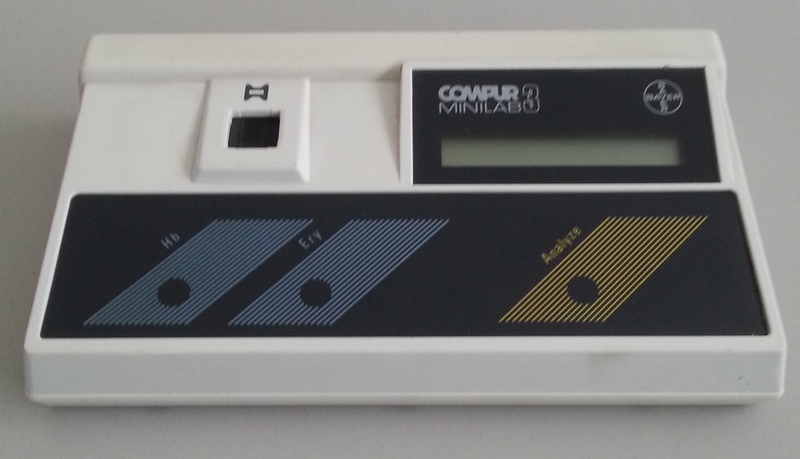 COMPUR
MINILAB 3
BAYER
Hb
Ery
Analyze